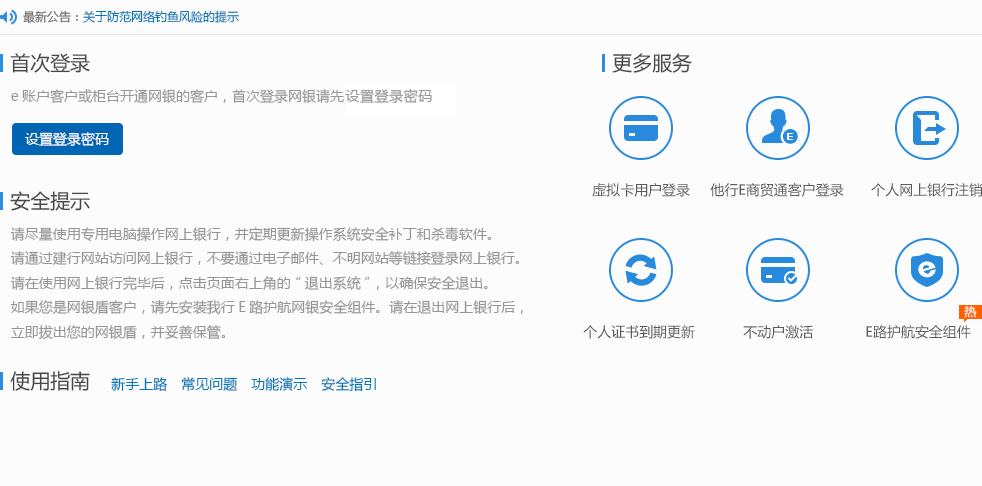 最新公告：关于防范网络钓鱼风险的提示
首次登录
e 账户客户或柜台开通网银的客户，首次登录网银请先设置登录密码
设置登录密码
安全提示
请尽量使用专用电脑操作网上银行，并定期更新操作系统安全补丁和杀毒软件。
请通过建行网站访问网上银行，不要通过电子邮件、不明网站等链接登录网上银行。
请在使用网上银行完毕后，点击页面右上角的“退出系统”，以确保安全退出。
如果您是网银盾客户，请先安装我行 E 路护航网银安全组件。请在退出网上银行后，
立即拔出您的网银盾，并妥善保管。
使用指南 新手上路 常见问题 功能演示 安全指引
更多服务
E
虚拟卡用户登录 他行E商贸通客户登录 个人网上银行注销
e
热
个人证书到期更新 不动户激活 E路护航安全组件